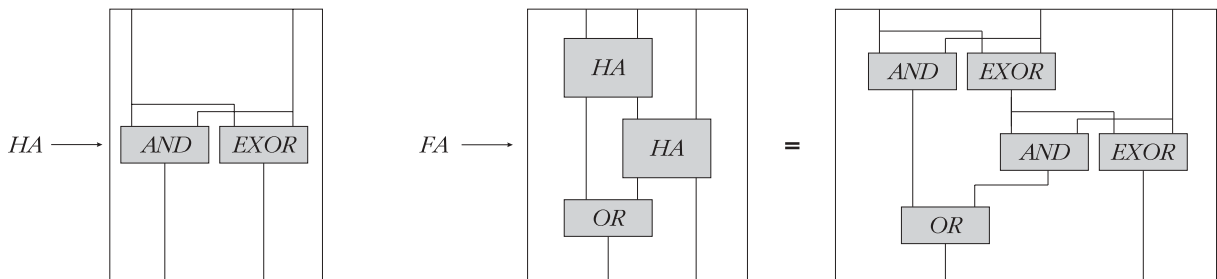 HA
AND EXOR
FA
HA
HA
OR
=
AND EXOR
AND EXOR
OR